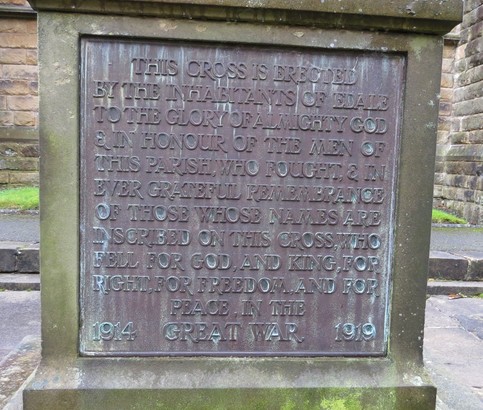 THIS CROSS IS ERECTED
BY THE INHABITANTS OF EDALE
TO THE GLORY OF ALMIGHTY GOD
& IN HONOUR OF THE MEN OF
THIS PARISH, WHO FOUGHT, & IN
EVER GRATEFUL REMEMBRANCE
OF THOSE WHOSE NAMES ARE
INSCRIBED ON THIS CROSS, WHO
FELL FOR GOD, AND KING, FOR
RIGHT, FOR FREEDOM, AND FOR
PEACE, IN THE
1914 GREAT WAR. 1919